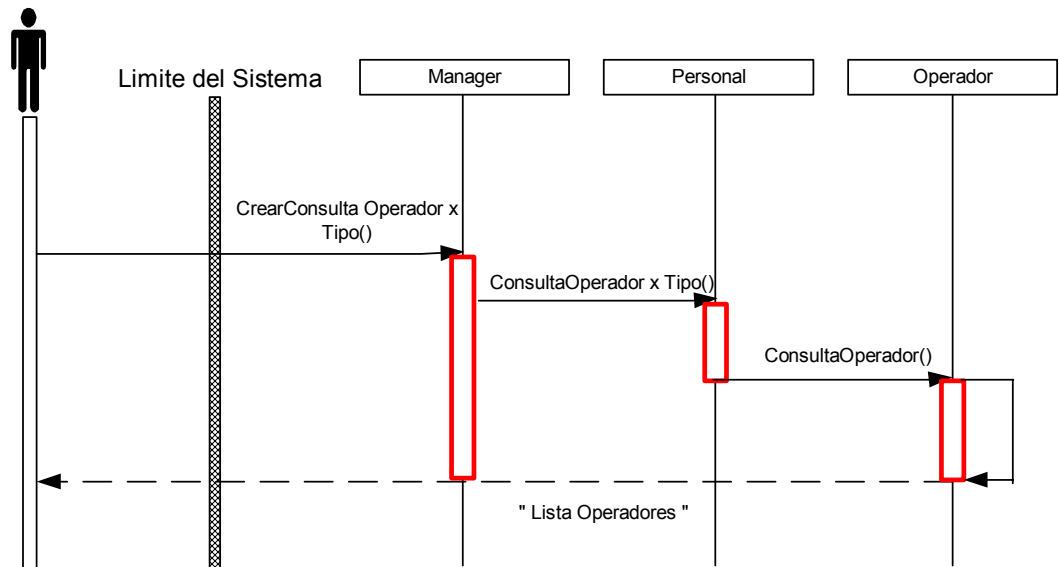 Limite del Sistema
Manager
Personal
Operador
CrearConsulta Operador x
Tipo()
ConsultaOperador x Tipo()
ConsultaOperador()
" Lista Operadores "